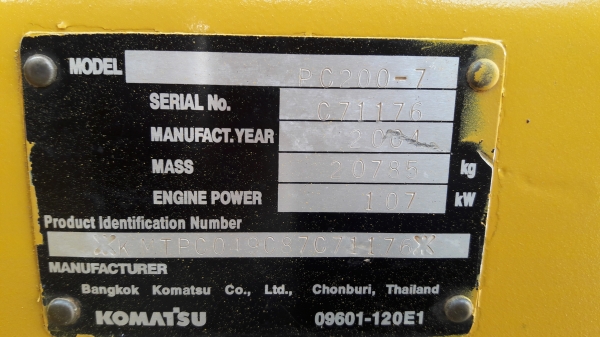 MODEL PC200-7
SERIAL No. C71176
MANUFACT.YEAR
MASS 20785 kg
ENGINE POWER 107 kW
Product Identification Number
MANUFACTURER
Bangkok Komatsu Co., Ltd., Chonburi, Thailand
KOMATSU 09601-120E1